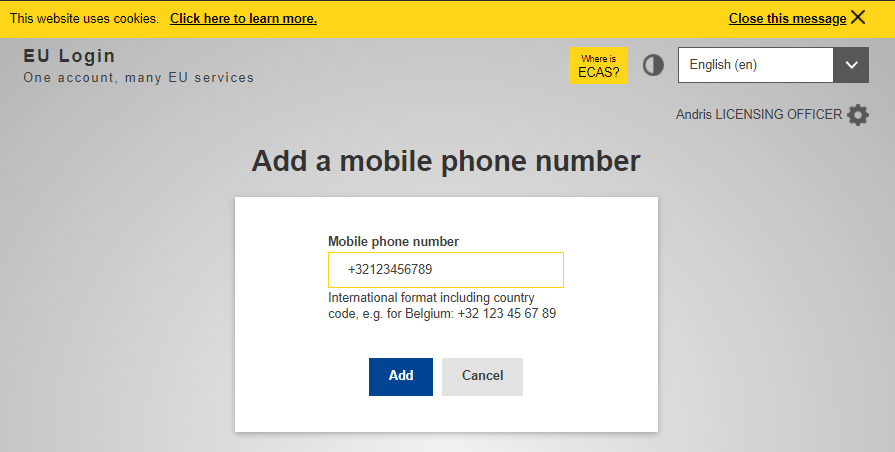 This website uses cookies. Click here to learn more. Close this message
EU Login
One account, many EU services
Where is
ECAS?
English (en)
Andris LICENSING OFFICER
Add a mobile phone number
Mobile phone number
+32123456789
International format including country
code, e.g. for Belgium: +32 123 45 67 89
Add Cancel